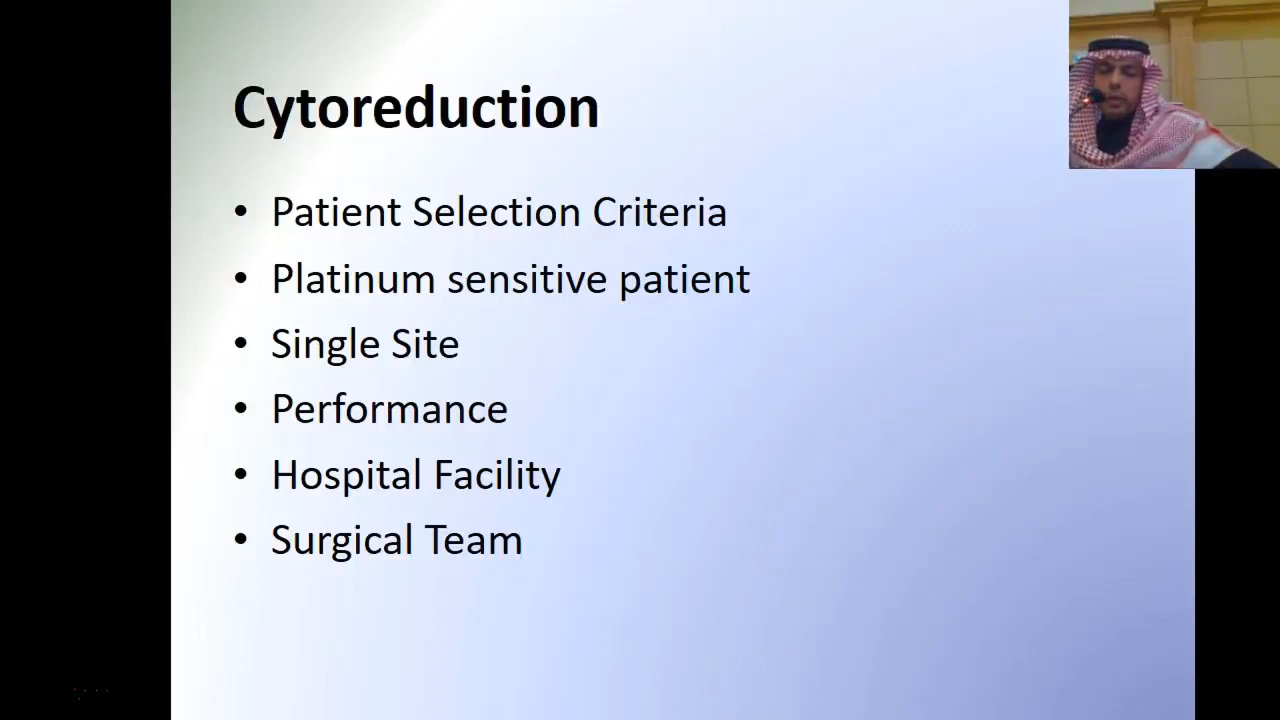 Cytoreduction
• Patient Selection Criteria
• Platinum sensitive patient
• Single Site
• Performance
• Hospital Facility
• Surgical Team